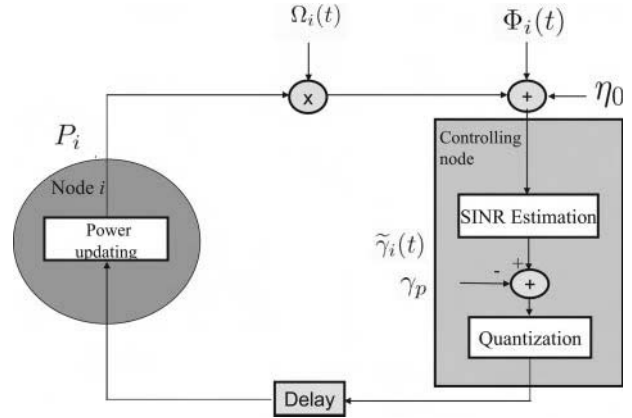 Ω_i(t)
Φ_i(t)
x
+
η_0
P_i
Controlling
node
Node i
Power
updating
SINR Estimation
γ̃_i(t)
+
-
γ_p
+
Quantization
Delay